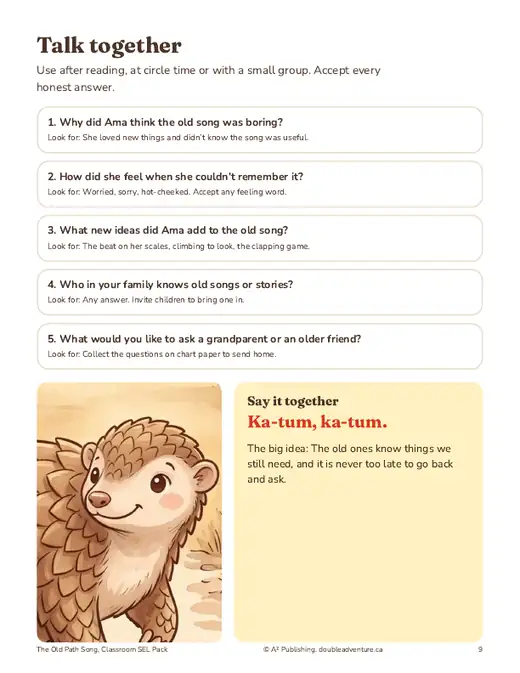 Talk together
Use after reading, at circle time or with a small group. Accept every
honest answer.
1. Why did Ama think the old song was boring?
Look for: She loved new things and didn't know the song was useful.
2. How did she feel when she couldn't remember it?
Look for: Worried, sorry, hot-cheeked. Accept any feeling word.
3. What new ideas did Ama add to the old song?
Look for: The beat on her scales, climbing to look, the clapping game.
4. Who in your family knows old songs or stories?
Look for: Any answer. Invite children to bring one in.
5. What would you like to ask a grandparent or an older friend?
Look for: Collect the questions on chart paper to send home.
Say it together
Ka-tum, ka-tum.
The big idea: The old ones know things we
still need, and it is never too late to go back
and ask.
The Old Path Song, Classroom SEL Pack
© A² Publishing, doubleadventure.ca
9